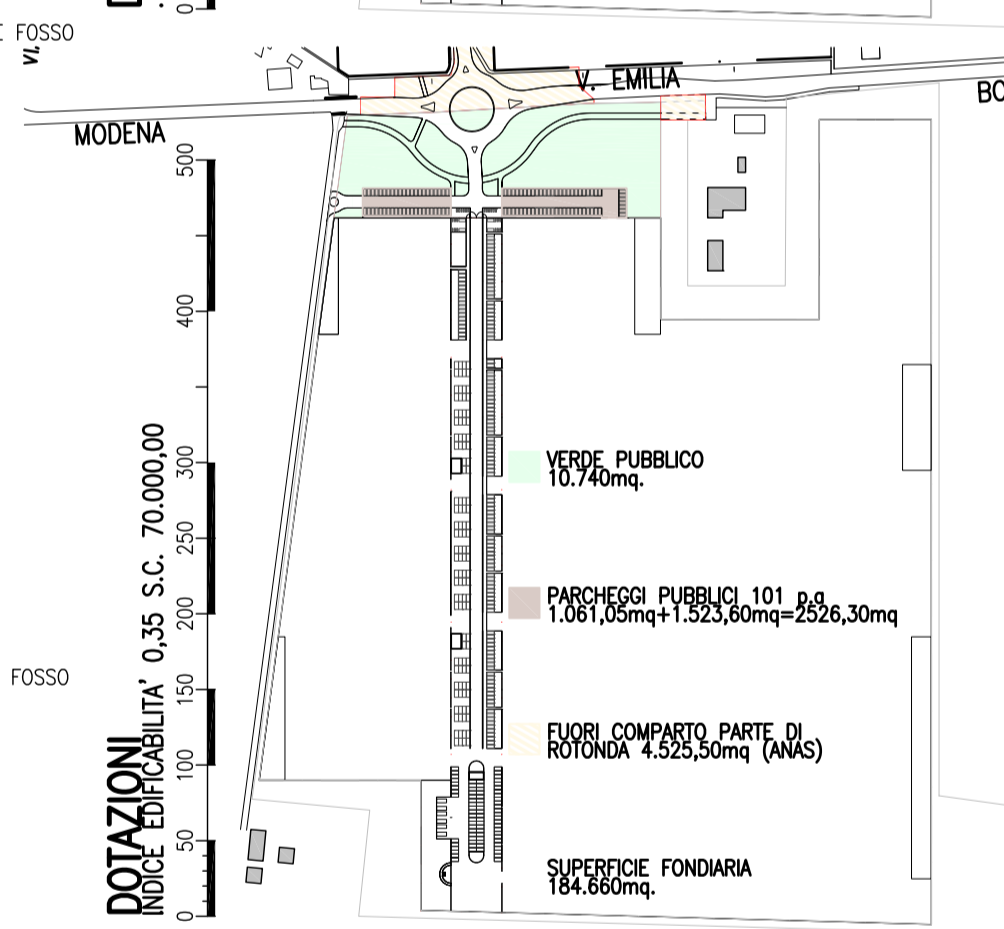 0
E FOSSO
VI.
V. EMILIA
BO
MODENA
500
400
300
250
200
150
100
50
0
VERDE PUBBLICO
10.740mq.
PARCHEGGI PUBBLICI 101 p.a
1.061,05mq+1.523,60mq=2526,30mq
FOSSO
FUORI COMPARTO PARTE DI
ROTONDA 4.525,50mq (ANAS)
SUPERFICIE FONDIARIA
184.660mq.
DOTAZIONI
INDICE EDIFICABILITA' 0,35 S.C. 70.000,00